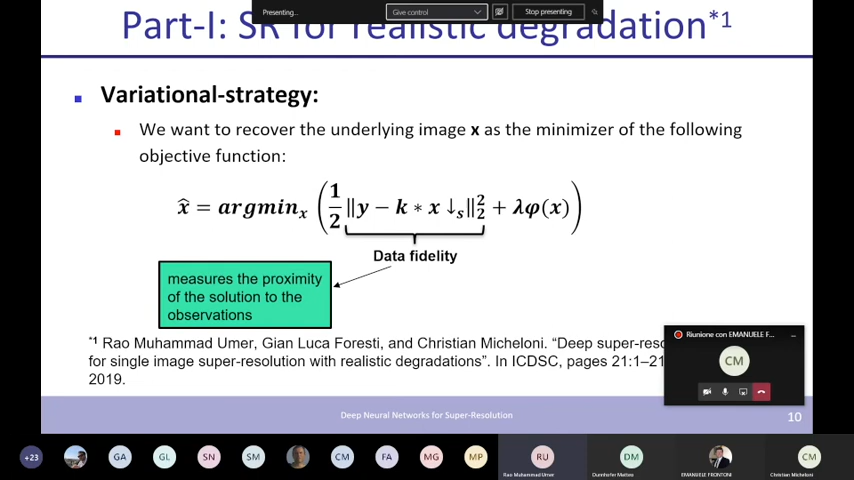 Presenting...
Give control
Stop presenting
Part-I: SR for realistic degradation*1
Variational-strategy:
We want to recover the underlying image x as the minimizer of the following
objective function:
x̂ = argminₓ (1/2 ‖y − k ∗ x ↓ₛ‖₂² + λφ(x))
Data fidelity
measures the proximity
of the solution to the
observations
*1 Rao Muhammad Umer, Gian Luca Foresti, and Christian Micheloni. “Deep super-reso
for single image super-resolution with realistic degradations”. In ICDSC, pages 21:1–21
2019.
Riunione con EMANUELE F...
CM
Deep Neural Networks for Super-Resolution
10
+23
GA
GL
SN
SM
CM
FA
MG
MP
RU
DM
CM
Rao Muhammad Umer
Dunnhofer Matteo
EMANUELE FRONTONI
Christian Micheloni